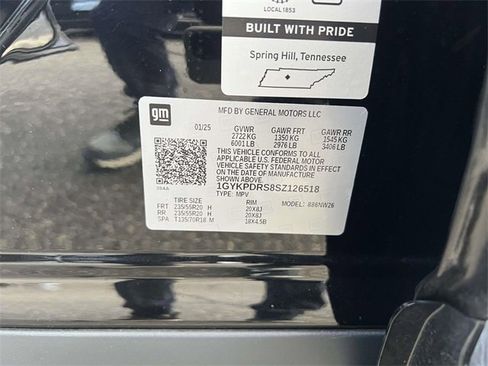 LOCAL 1853
BUILT WITH PRIDE
Spring Hill, Tennessee
gm
MFD BY GENERAL MOTORS LLC
01/25 GVWR GAWR FRT GAWR RR
2722 KG 1350 KG 1545 KG
6001 LB 2976 LB 3406 LB
THIS VEHICLE CONFORMS TO ALL
APPLICABLE U.S. FEDERAL MOTOR
VEHICLE SAFETY STANDARDS IN
EFFECT ON THE DATE OF
MANUFACTURE SHOWN ABOVE.
1GYKPDRS8SZ126518
TYPE: MPV
TIRE SIZE RIM MODEL: 886NW26
FRT 235/55R20 H 20X8J
RR 235/55R20 H 20X8J
SPA T135/70R18 M 18X4.5B